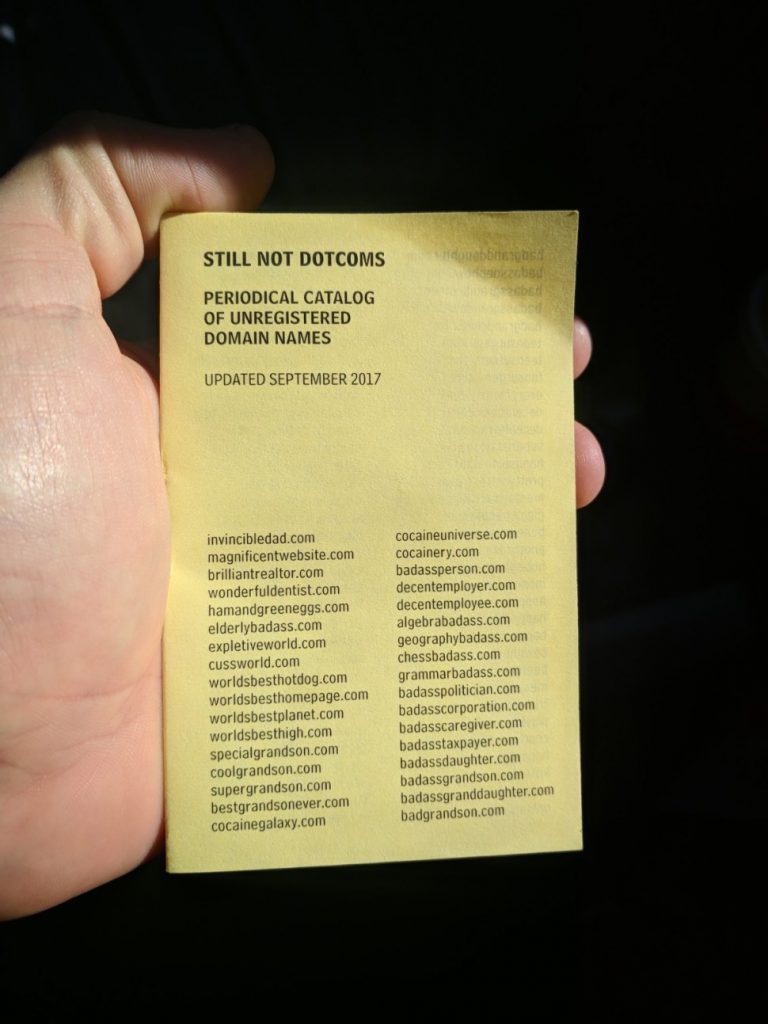 STILL NOT DOTCOMS
PERIODICAL CATALOG
OF UNREGISTERED
DOMAIN NAMES
UPDATED SEPTEMBER 2017
invincibledad.com
magnificentwebsite.com
brilliantrealtor.com
wonderfuldentist.com
hamandgreeneggs.com
elderlybadass.com
expletiveworld.com
cussworld.com
worldsbesthotdog.com
worldsbesthomepage.com
worldsbestplanet.com
worldsbesthigh.com
specialgrandson.com
coolgrandson.com
supergrandson.com
bestgrandsonever.com
cocainegalaxy.com
cocaineuniverse.com
cocainery.com
badassperson.com
decentemployer.com
decentemployee.com
algebrabadass.com
geographybadass.com
chessbadass.com
grammarbadass.com
badasspolitician.com
badasscorporation.com
badasscaregiver.com
badasstaxpayer.com
badassdaughter.com
badassgrandson.com
badassgranddaughter.com
badgrandson.com